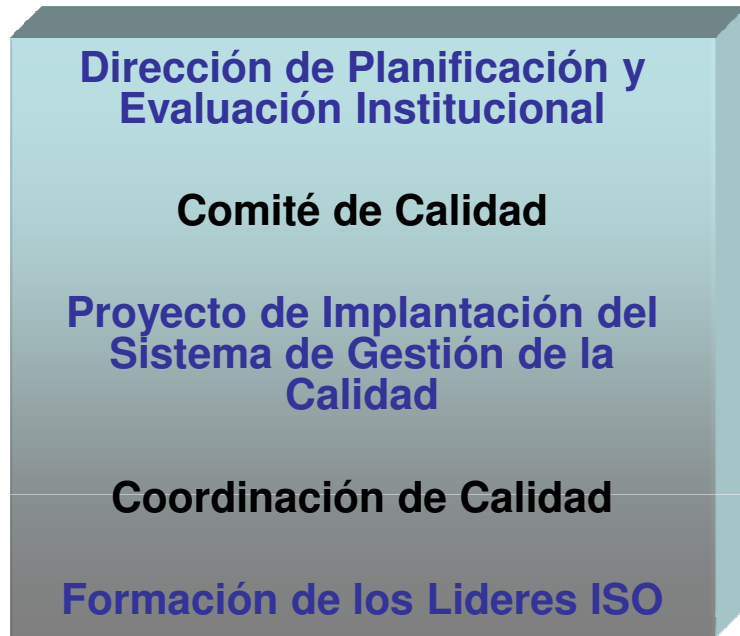 Dirección de Planificación y
Evaluación Institucional
Comité de Calidad
Proyecto de Implantación del
Sistema de Gestión de la
Calidad
Coordinación de Calidad
Formación de los Lideres ISO